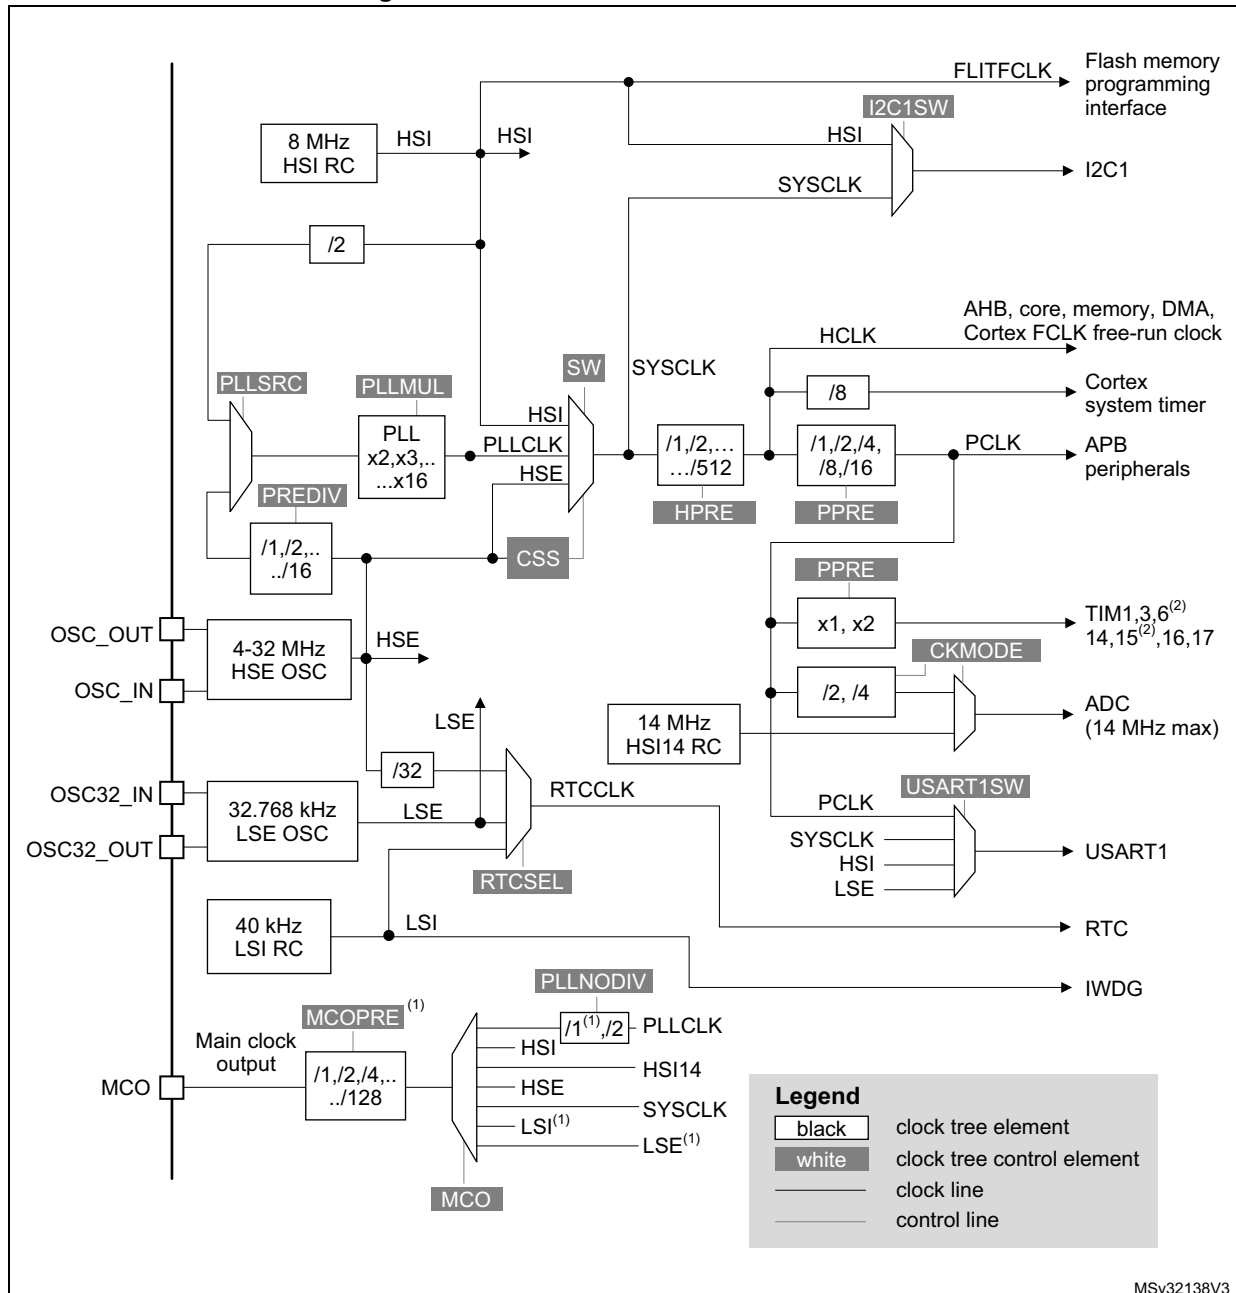 FLITFCLK
Flash memory
programming
interface
I2C1SW
8 MHz
HSI RC
HSI
HSI
HSI
I2C1
SYSCLK
/2
AHB, core, memory, DMA,
Cortex FCLK free-run clock
HCLK
SW
SYSCLK
PLLSRC
PLLMUL
/8
Cortex
system timer
HSI
PLL
x2,x3,..
...x16
PLLCLK
HSE
/1,/2,...
.../512
/1,/2,4,
/8,/16
PCLK
APB
peripherals
PREDIV
HPRE
PPRE
/1,/2,..
../16
CSS
PPRE
OSC_OUT
4-32 MHz
HSE OSC
HSE
x1, x2
TIM1,3,6(2)
14,15(2),16,17
OSC_IN
CKMODE
/2, /4
LSE
14 MHz
HSI14 RC
ADC
(14 MHz max)
/32
OSC32_IN
32.768 kHz
LSE OSC
LSE
RTCCLK
USART1SW
PCLK
SYSCLK
HSI
LSE
USART1
OSC32_OUT
RTCSEL
40 kHz
LSI RC
LSI
RTC
PLLNODIV
IWDG
MCOPRE (1)
/1(1),/2
PLLCLK
Main clock
output
HSI
MCO
/1,/2,/4,..
../128
HSI14
HSE
SYSCLK
LSI(1)
LSE(1)
MCO
Legend
black
clock tree element
white
clock tree control element
clock line
control line
MSv32138V3